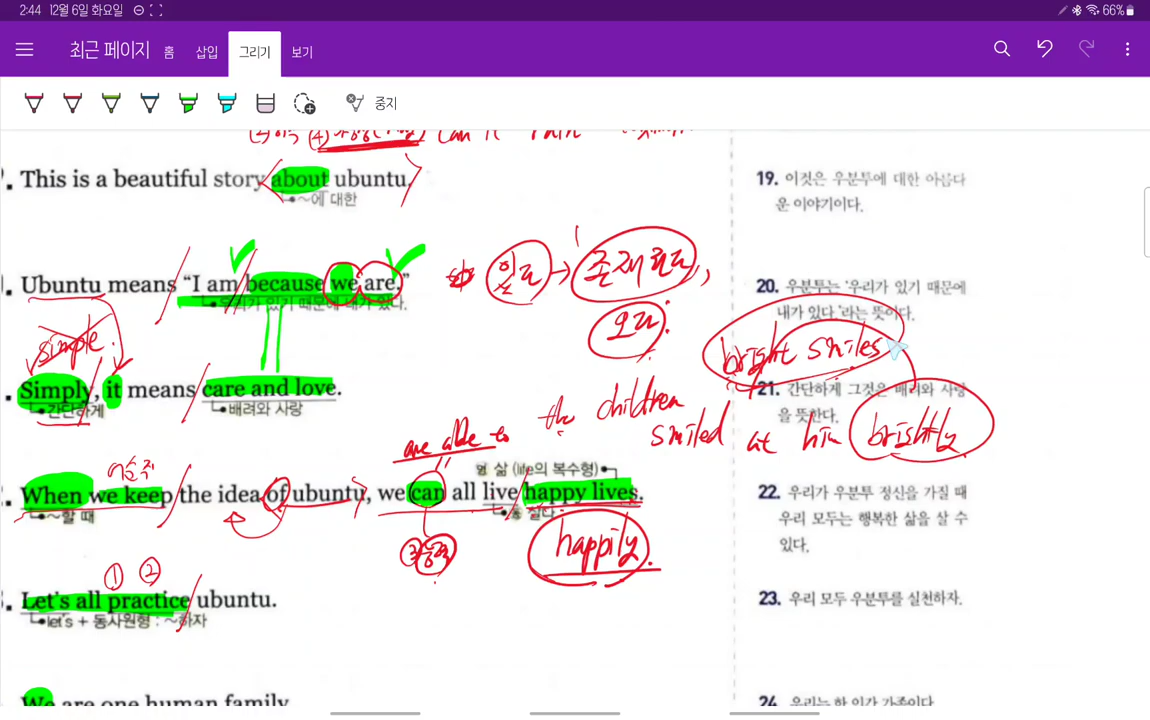 2:44 12월 6일 화요일
66%
최근 페이지 홈 삽입 그리기 보기
중지
(4) can it
. This is a beautiful story about ubuntu.
~에 대한
19. 이것은 우분투에 대한 아름다
운 이야기이다.
. Ubuntu means “I am because we are.”
우리가 있기 때문에 내가 있다.
존재한다,
오다.
20. 우분투는 ‘우리가 있기 때문에
내가 있다.’라는 뜻이다.
simple.
bright smiles
. Simply, it means care and love.
간단하게
배려와 사랑
21. 간단하게 그것은 배려와 사랑
을 뜻한다.
the children
smiled at him brightly
are able to
명 삶 (life의 복수형)
. When we keep the idea of ubuntu, we can all live happy lives.
~할 때
동 살다
22. 우리가 우분투 정신을 가질 때
우리 모두는 행복한 삶을 살 수
있다.
happily.
① ②
. Let's all practice ubuntu.
let's + 동사원형 : ~하자
23. 우리 모두 우분투를 실천하자.
We are one human family.
24. 우리는 한 인간 가족이다.